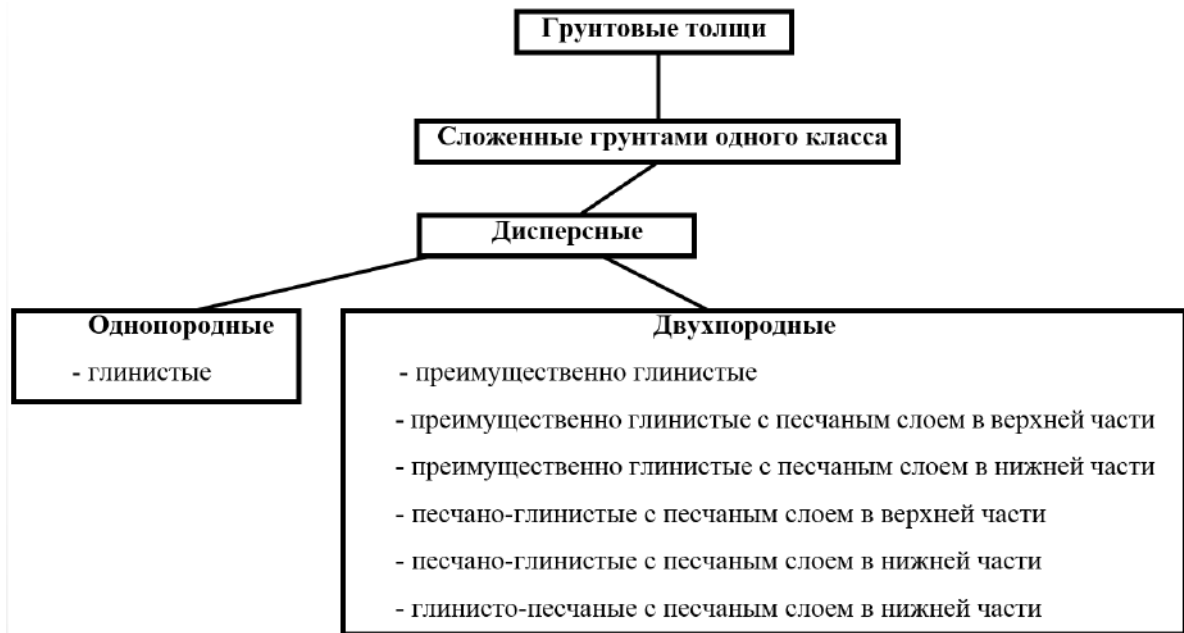 Грунтовые толщи
Сложенные грунтами одного класса
Дисперсные
Однопородные
- глинистые
Двухпородные
- преимущественно глинистые
- преимущественно глинистые с песчаным слоем в верхней части
- преимущественно глинистые с песчаным слоем в нижней части
- песчано-глинистые с песчаным слоем в верхней части
- песчано-глинистые с песчаным слоем в нижней части
- глинисто-песчаные с песчаным слоем в нижней части